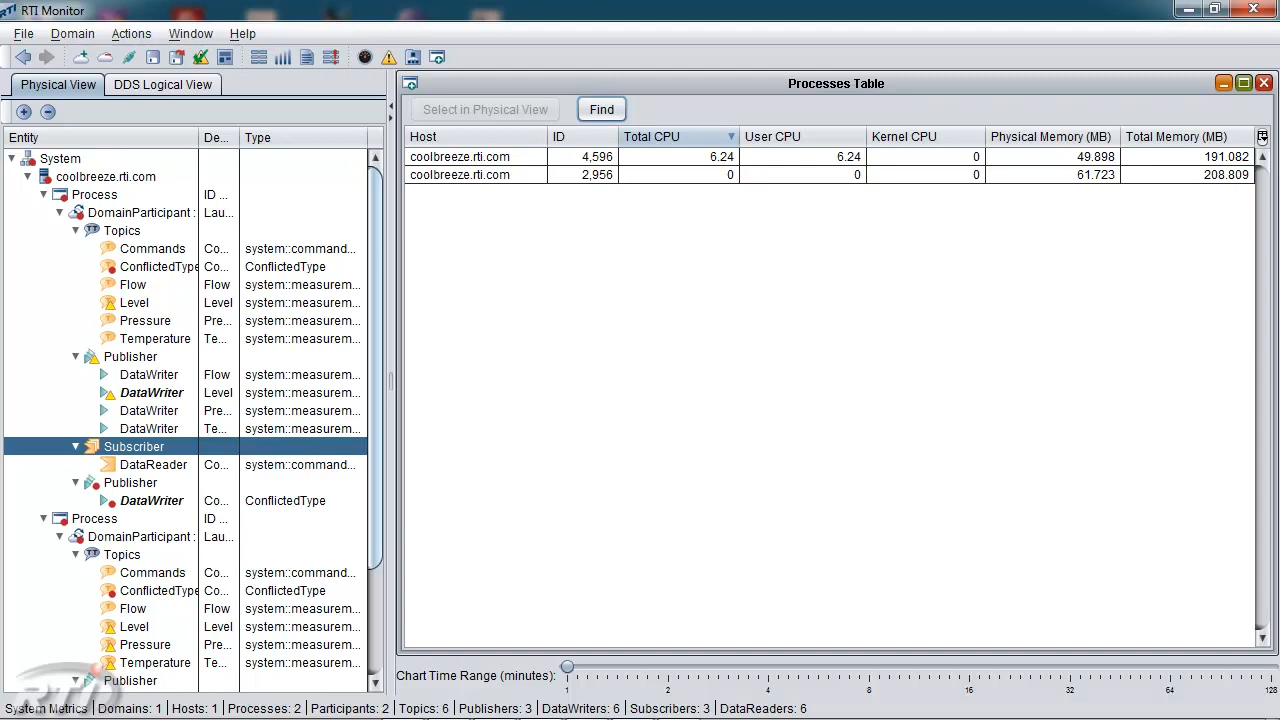 RTI Monitor
File Domain Actions Window Help
Physical View DDS Logical View
Processes Table
Select in Physical View Find
Entity De... Type
Host ID Total CPU User CPU Kernel CPU Physical Memory (MB) Total Memory (MB)
coolbreeze.rti.com 4,596 6.24 6.24 0 49.898 191.082
coolbreeze.rti.com 2,956 0 0 0 61.723 208.809
System
coolbreeze.rti.com
Process ID ...
DomainParticipant : Lau...
Topics
Commands Co... system::command...
ConflictedType Co... ConflictedType
Flow Flow system::measurem...
Level Level system::measurem...
Pressure Pre... system::measurem...
Temperature Te... system::measurem...
Publisher
DataWriter Flow system::measurem...
DataWriter Level system::measurem...
DataWriter Pre... system::measurem...
DataWriter Te... system::measurem...
Subscriber
DataReader Co... system::command...
Publisher
DataWriter Co... ConflictedType
Process ID ...
DomainParticipant : Lau...
Topics
Commands Co... system::command...
ConflictedType Co... ConflictedType
Flow Flow system::measurem...
Level Level system::measurem...
Pressure Pre... system::measurem...
Temperature Te... system::measurem...
Publisher
Chart Time Range (minutes):
1 2 4 8 16 32 64 128
RTI
System Metrics Domains: 1 Hosts: 1 Processes: 2 Participants: 2 Topics: 6 Publishers: 3 DataWriters: 6 Subscribers: 3 DataReaders: 6